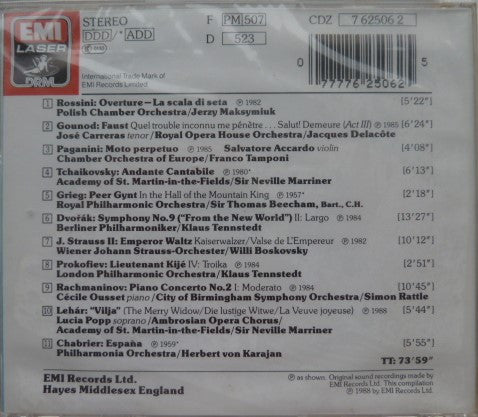 EMI
LASER
DRM
STEREO
DDD/*ADD
F PM 507
D 523
CDZ 7 62506 2
International Trade Mark of
EMI Records Limited
0 77776 25062 5
1 Rossini: Overture—La scala di seta ℗ 1982 [5'22"]
Polish Chamber Orchestra/Jerzy Maksymiuk
2 Gounod: Faust Quel trouble inconnu me pénètre . . . Salut! Demeure (Act III) ℗ 1985 [6'24"]
José Carreras tenor/Royal Opera House Orchestra/Jacques Delacôte
3 Paganini: Moto perpetuo ℗ 1985 Salvatore Accardo violin [4'08"]
Chamber Orchestra of Europe/Franco Tamponi
4 Tchaikovsky: Andante Cantabile ℗ 1980* [6'13"]
Academy of St. Martin-in-the-Fields/Sir Neville Marriner
5 Grieg: Peer Gynt In the Hall of the Mountain King ℗ 1957* [2'18"]
Royal Philharmonic Orchestra/Sir Thomas Beecham, Bart., C.H.
6 Dvořák: Symphony No.9 ("From the New World") II: Largo ℗ 1984 [13'27"]
Berliner Philharmoniker/Klaus Tennstedt
7 J. Strauss II: Emperor Waltz Kaiserwalzer/Valse de L'Empereur ℗ 1982 [10'12"]
Wiener Johann Strauss-Orchester/Willi Boskovsky
8 Prokofiev: Lieutenant Kijé IV: Troika ℗ 1984 [2'51"]
London Philharmonic Orchestra/Klaus Tennstedt
9 Rachmaninov: Piano Concerto No.2 I: Moderato ℗ 1984 [10'45"]
Cécile Ousset piano/City of Birmingham Symphony Orchestra/Simon Rattle
10 Lehár: "Vilja" (The Merry Widow/Die lustige Witwe/La Veuve joyeuse) ℗ 1988 [5'44"]
Lucia Popp soprano/Ambrosian Opera Chorus/
Academy of St. Martin-in-the-Fields/Sir Neville Marriner
11 Chabrier: España ℗ 1959* [5'55"]
Philharmonia Orchestra/Herbert von Karajan
TT: 73'59"
EMI Records Ltd.
Hayes Middlesex England
℗ as shown. Original sound recordings made by
EMI Records Ltd. This compilation
℗ 1988 by EMI Records Ltd.